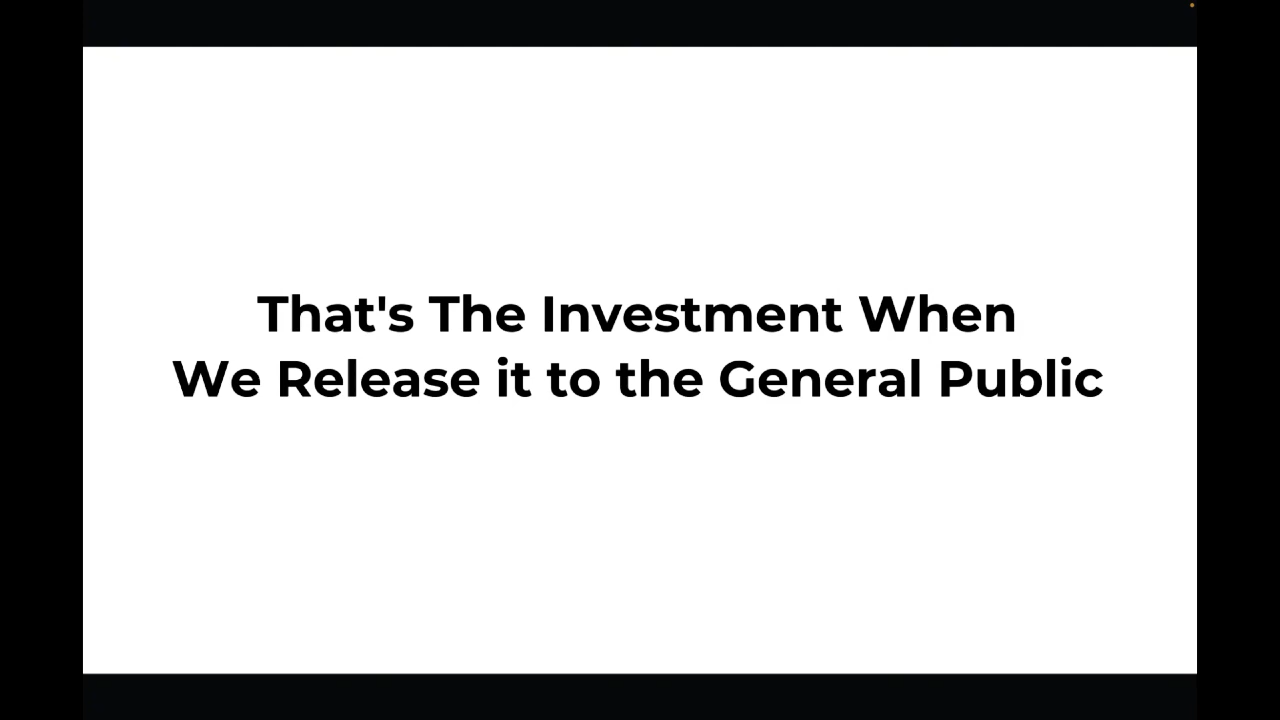 That's The Investment When
We Release it to the General Public